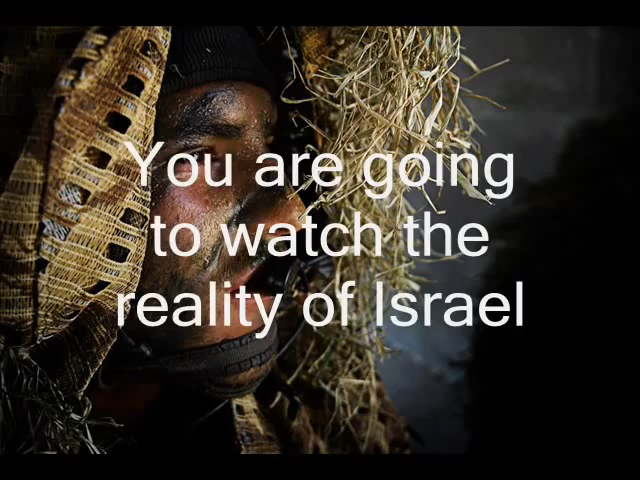 You are going
to watch the
reality of Israel